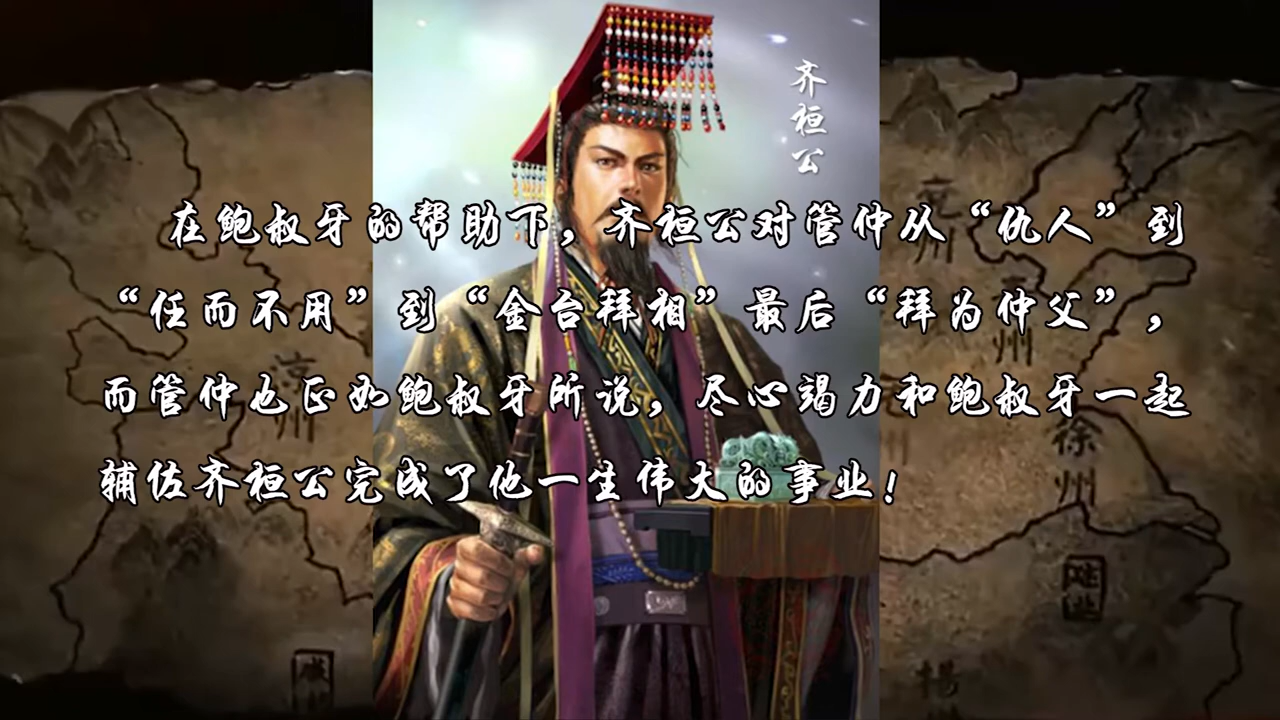 齐桓公
在鲍叔牙的帮助下，齐桓公对管仲从“仇人”到
“任而不用”到“金台拜相”最后“拜为仲父”，
而管仲也正如鲍叔牙所说，尽心竭力和鲍叔牙一起
辅佐齐桓公完成了他一生伟大的事业！
徐州